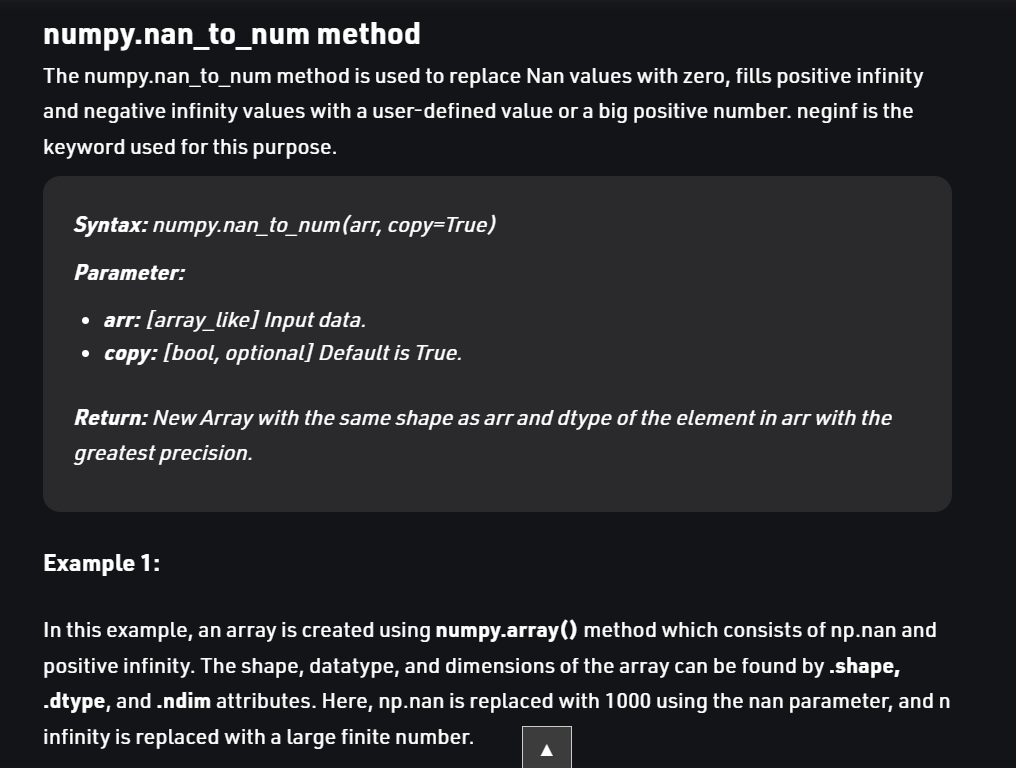 numpy.nan_to_num method
The numpy.nan_to_num method is used to replace Nan values with zero, fills positive infinity
and negative infinity values with a user-defined value or a big positive number. neginf is the
keyword used for this purpose.
Syntax: numpy.nan_to_num(arr, copy=True)
Parameter:
• arr: [array_like] Input data.
• copy: [bool, optional] Default is True.
Return: New Array with the same shape as arr and dtype of the element in arr with the
greatest precision.
Example 1:
In this example, an array is created using numpy.array() method which consists of np.nan and
positive infinity. The shape, datatype, and dimensions of the array can be found by .shape,
.dtype, and .ndim attributes. Here, np.nan is replaced with 1000 using the nan parameter, and n
infinity is replaced with a large finite number.